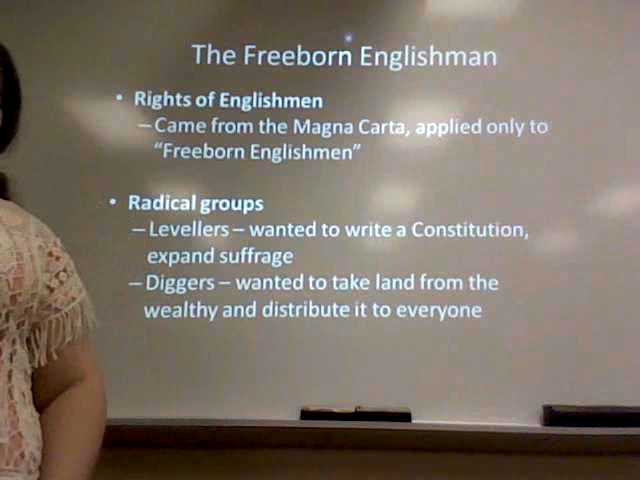 The Freeborn Englishman
• Rights of Englishmen
– Came from the Magna Carta, applied only to
"Freeborn Englishmen"
• Radical groups
– Levellers – wanted to write a Constitution,
expand suffrage
– Diggers – wanted to take land from the
wealthy and distribute it to everyone